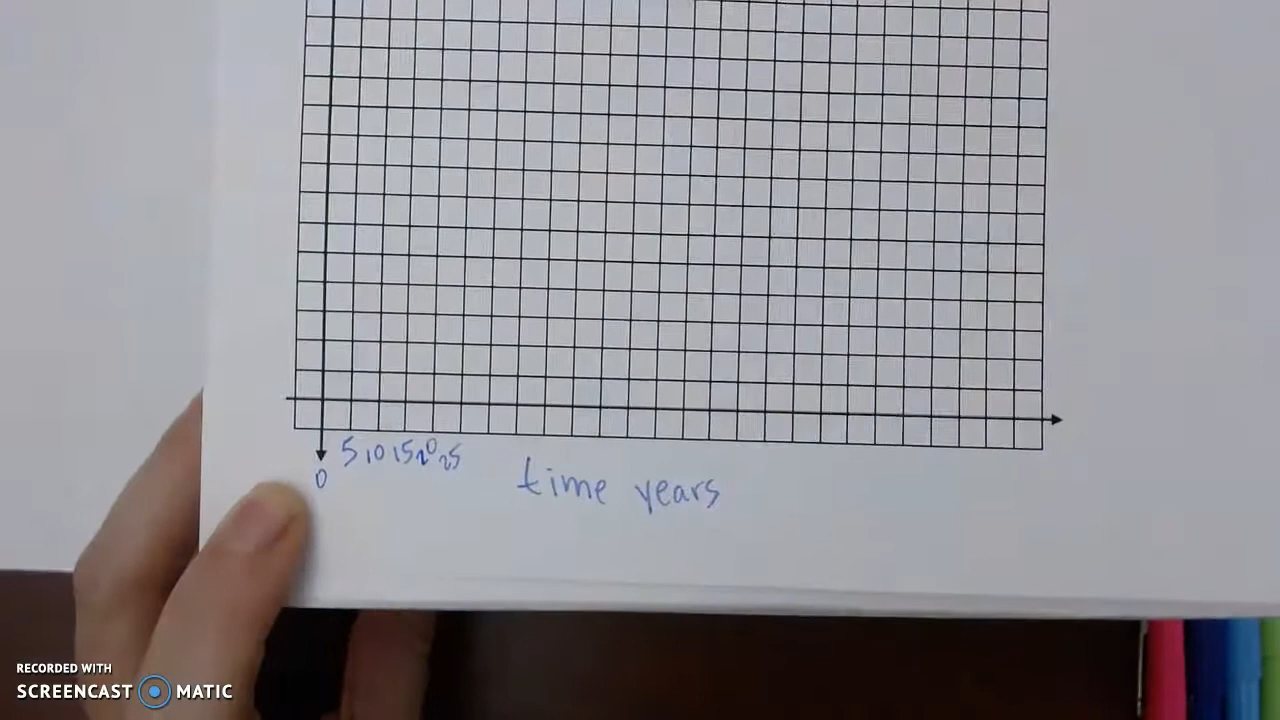 5 10 15 20 25
0
time years
RECORDED WITH
SCREENCAST MATIC